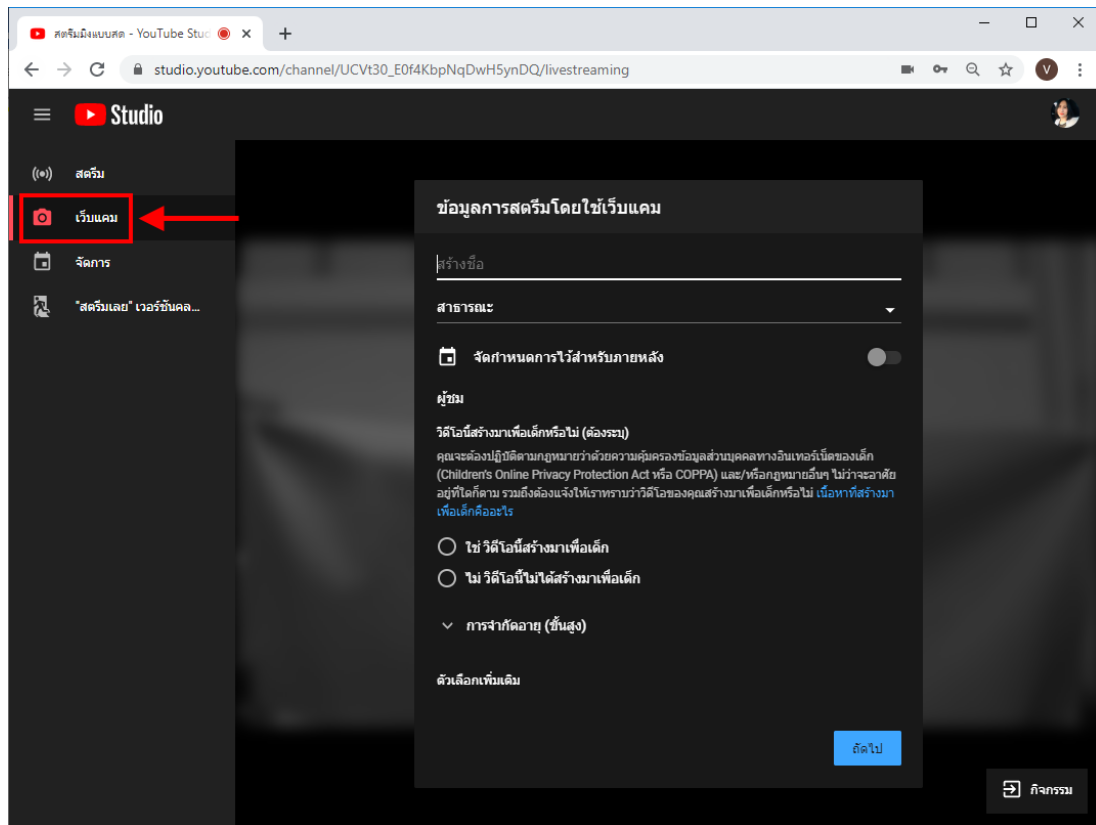 สตรีมมิงแบบสด - YouTube Stuc
studio.youtube.com/channel/UCVt30_E0f4KbpNqDwH5ynDQ/livestreaming
V
Studio
สตรีม
เว็บแคม
จัดการ
"สตรีมเลย" เวอร์ชันคล...
ข้อมูลการสตรีมโดยใช้เว็บแคม
สร้างชื่อ
สาธารณะ
จัดกำหนดการไว้สำหรับภายหลัง
ผู้ชม
วิดีโอนี้สร้างมาเพื่อเด็กหรือไม่ (ต้องระบุ)
คุณจะต้องปฏิบัติตามกฎหมายว่าด้วยความคุ้มครองข้อมูลส่วนบุคคลทางอินเทอร์เน็ตของเด็ก
(Children's Online Privacy Protection Act หรือ COPPA) และ/หรือกฎหมายอื่นๆ ไม่ว่าจะอาศัย
อยู่ที่ใดก็ตาม รวมถึงต้องแจ้งให้เราทราบว่าวิดีโอของคุณสร้างมาเพื่อเด็กหรือไม่ เนื้อหาที่สร้างมา
เพื่อเด็กคืออะไร
ใช่ วิดีโอนี้สร้างมาเพื่อเด็ก
ไม่ วิดีโอนี้ไม่ได้สร้างมาเพื่อเด็ก
การจำกัดอายุ (ขั้นสูง)
ตัวเลือกเพิ่มเติม
ถัดไป
กิจกรรม